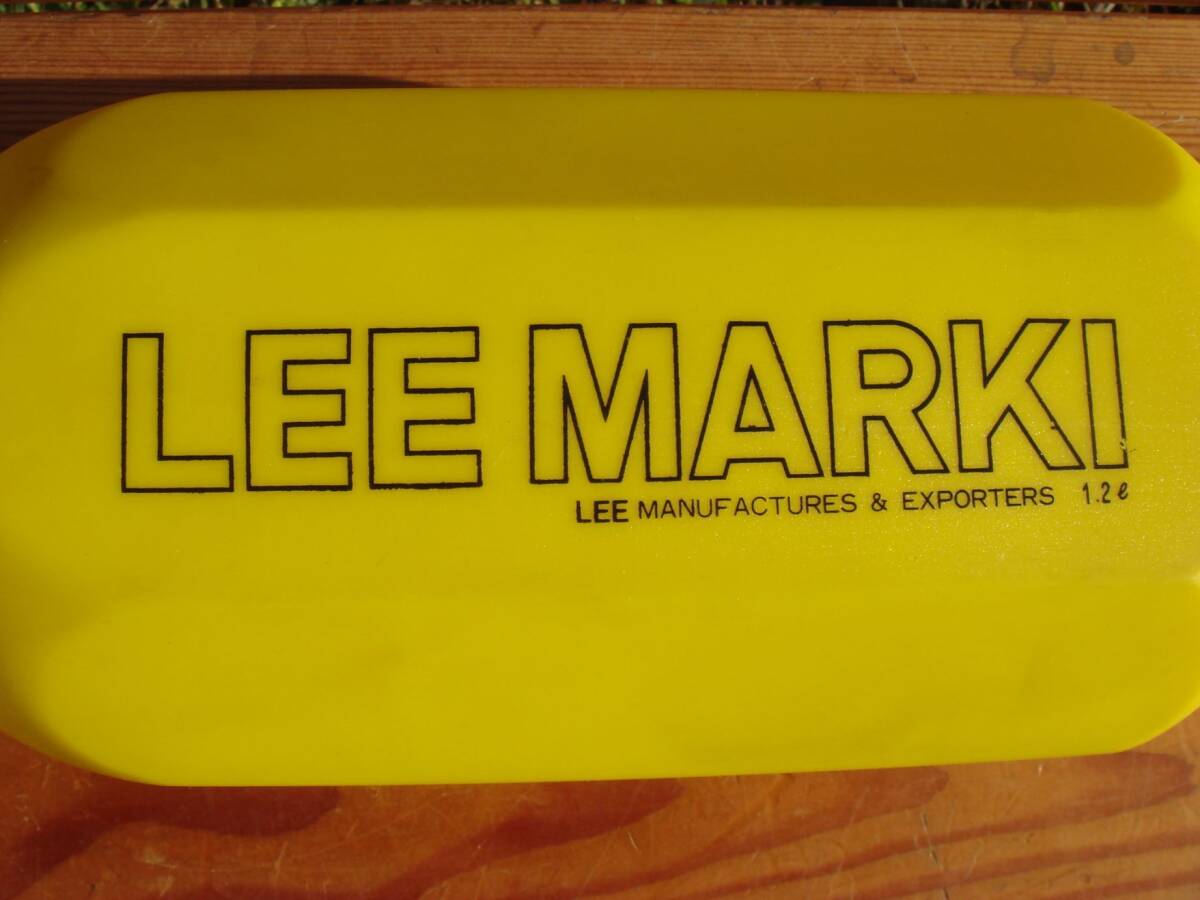 LEE MARKI
LEE MANUFACTURES & EXPORTERS 1.2ℓ